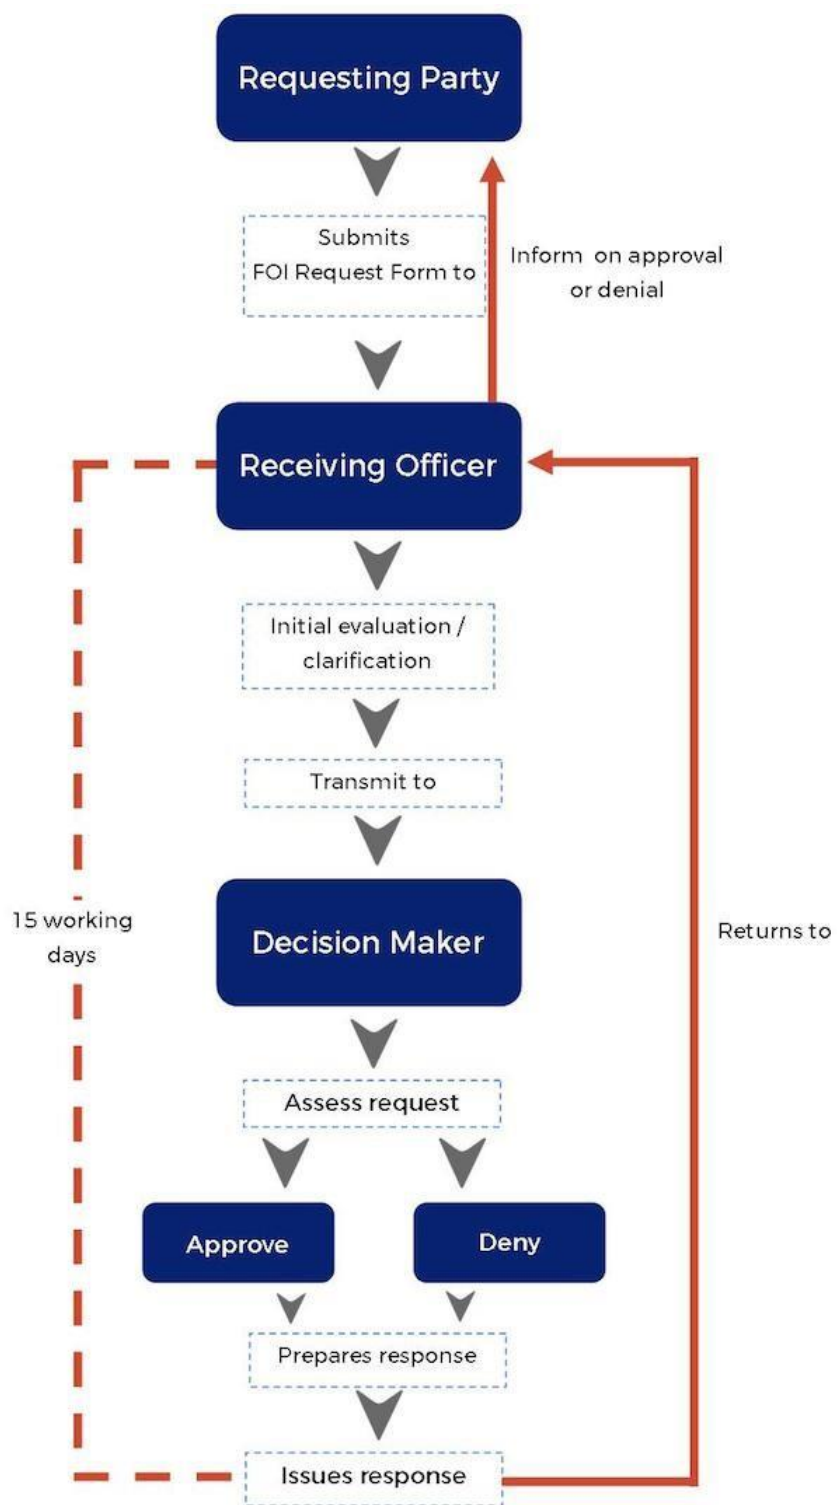 Requesting Party
Submits
FOI Request Form to
Inform on approval
or denial
Receiving Officer
Initial evaluation /
clarification
Transmit to
15 working
days
Decision Maker
Returns to
Assess request
Approve
Deny
Prepares response
Issues response